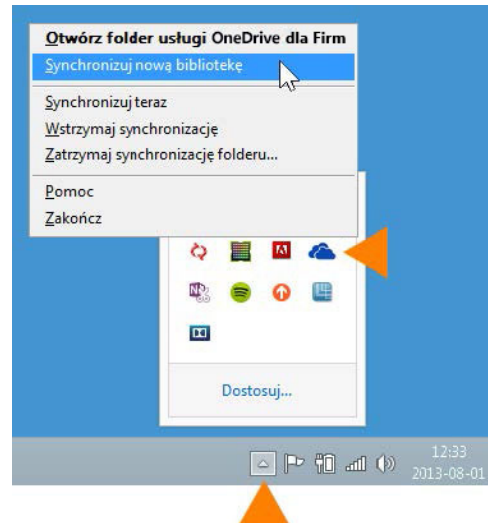 Otwórz folder usługi OneDrive dla Firm
Synchronizuj nową bibliotekę
Synchronizuj teraz
Wstrzymaj synchronizację
Zatrzymaj synchronizację folderu...
Pomoc
Zakończ
Dostosuj...
12:33
2013-08-01